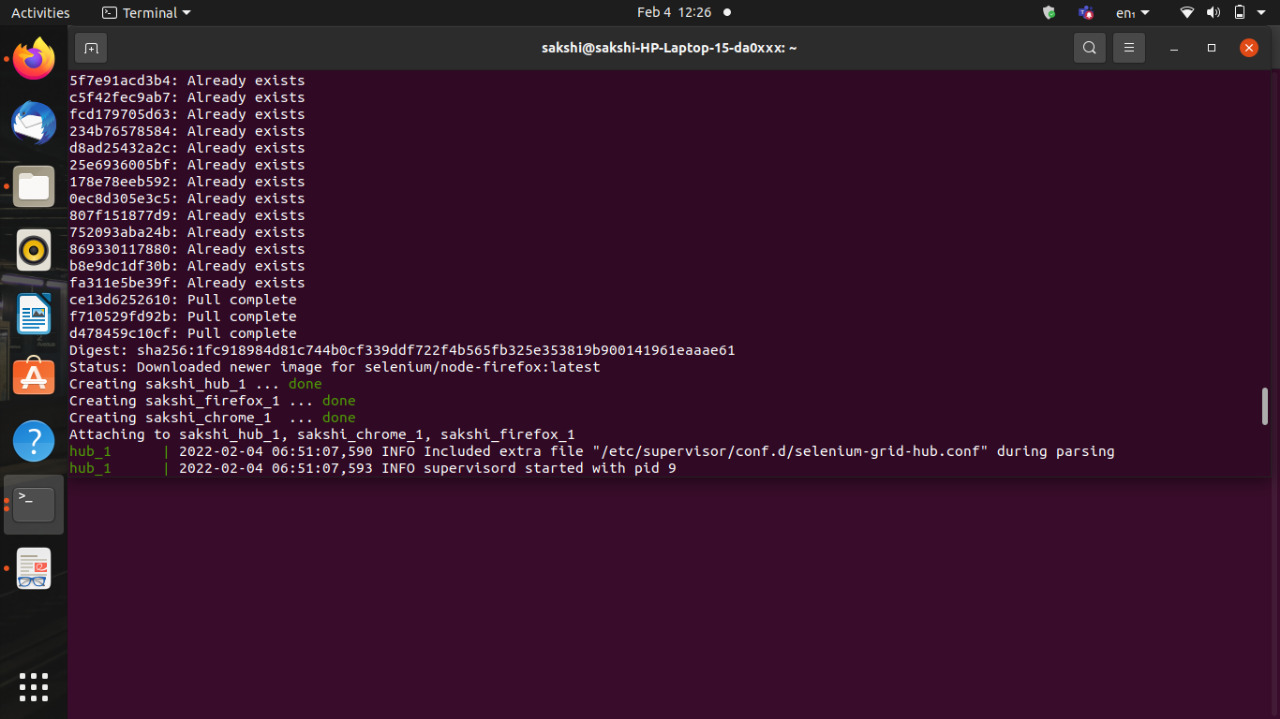 Activities
Terminal
Feb 4 12:26
en₁
sakshi@sakshi-HP-Laptop-15-da0xxx: ~
5f7e91acd3b4: Already exists
c5f42fec9ab7: Already exists
fcd179705d63: Already exists
234b76578584: Already exists
d8ad25432a2c: Already exists
25e6936005bf: Already exists
178e78eeb592: Already exists
0ec8d305e3c5: Already exists
807f151877d9: Already exists
752093aba24b: Already exists
869330117880: Already exists
b8e9dc1df30b: Already exists
fa311e5be39f: Already exists
ce13d6252610: Pull complete
f710529fd92b: Pull complete
d478459c10cf: Pull complete
Digest: sha256:1fc918984d81c744b0cf339ddf722f4b565fb325e353819b900141961eaaae61
Status: Downloaded newer image for selenium/node-firefox:latest
Creating sakshi_hub_1 ... done
Creating sakshi_firefox_1 ... done
Creating sakshi_chrome_1  ... done
Attaching to sakshi_hub_1, sakshi_chrome_1, sakshi_firefox_1
hub_1      | 2022-02-04 06:51:07,590 INFO Included extra file "/etc/supervisor/conf.d/selenium-grid-hub.conf" during parsing
hub_1      | 2022-02-04 06:51:07,593 INFO supervisord started with pid 9